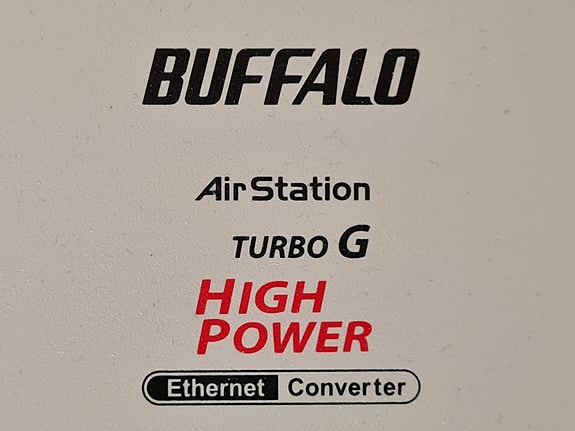 BUFFALO
AirStation
TURBO G
HIGH
POWER
Ethernet Converter